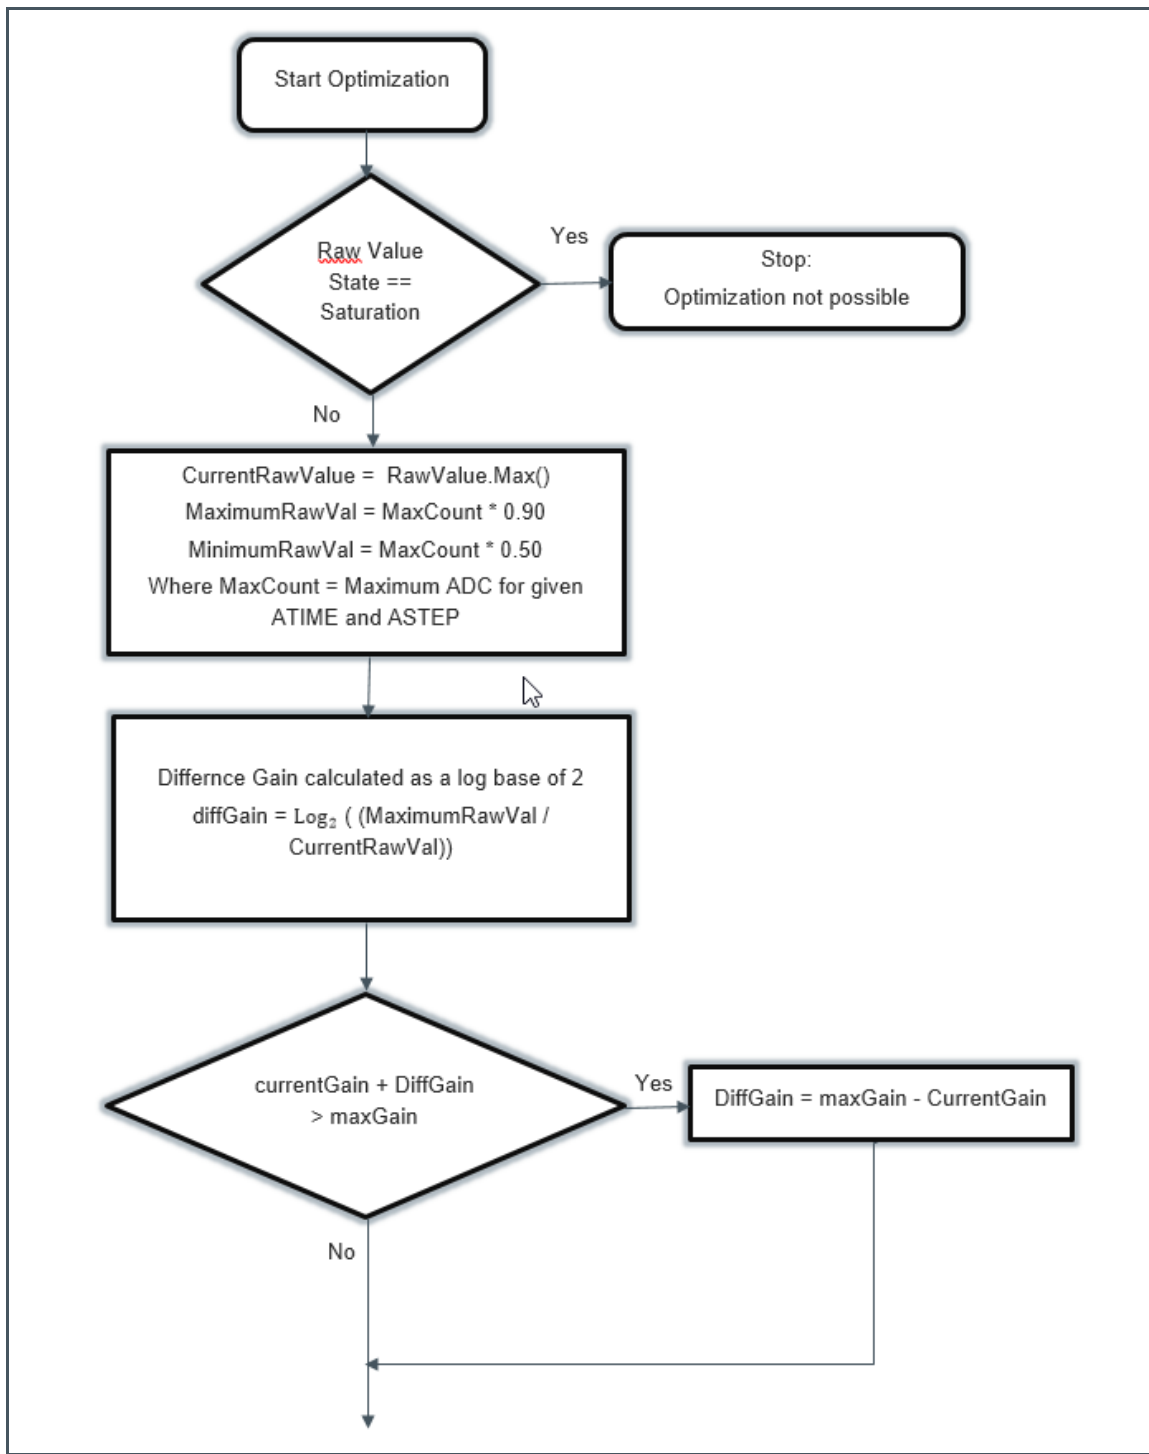 Start Optimization
Raw Value
State ==
Saturation
Yes
Stop:
Optimization not possible
No
CurrentRawValue =  RawValue.Max()
MaximumRawVal = MaxCount * 0.90
MinimumRawVal = MaxCount * 0.50
Where MaxCount = Maximum ADC for given
ATIME and ASTEP
Differnce Gain calculated as a log base of 2
diffGain = Log₂ ( (MaximumRawVal /
CurrentRawVal))
currentGain + DiffGain
> maxGain
Yes
DiffGain = maxGain - CurrentGain
No